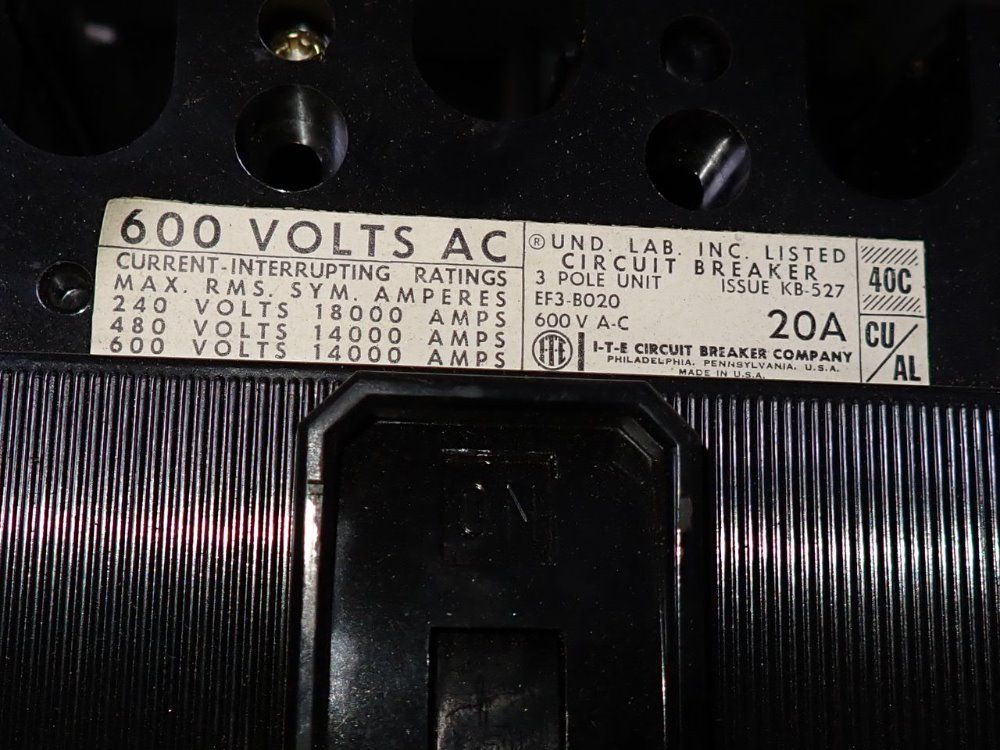 600 VOLTS AC
CURRENT-INTERRUPTING RATINGS
MAX. RMS. SYM. AMPERES
240 VOLTS 18000 AMPS
480 VOLTS 14000 AMPS
600 VOLTS 14000 AMPS
® UND. LAB. INC. LISTED
CIRCUIT BREAKER
3 POLE UNIT ISSUE KB-527
EF3-B020
600 V A-C 20A
ITE I-T-E CIRCUIT BREAKER COMPANY
PHILADELPHIA, PENNSYLVANIA, U.S.A.
MADE IN U.S.A.
40C
CU/AL
ON